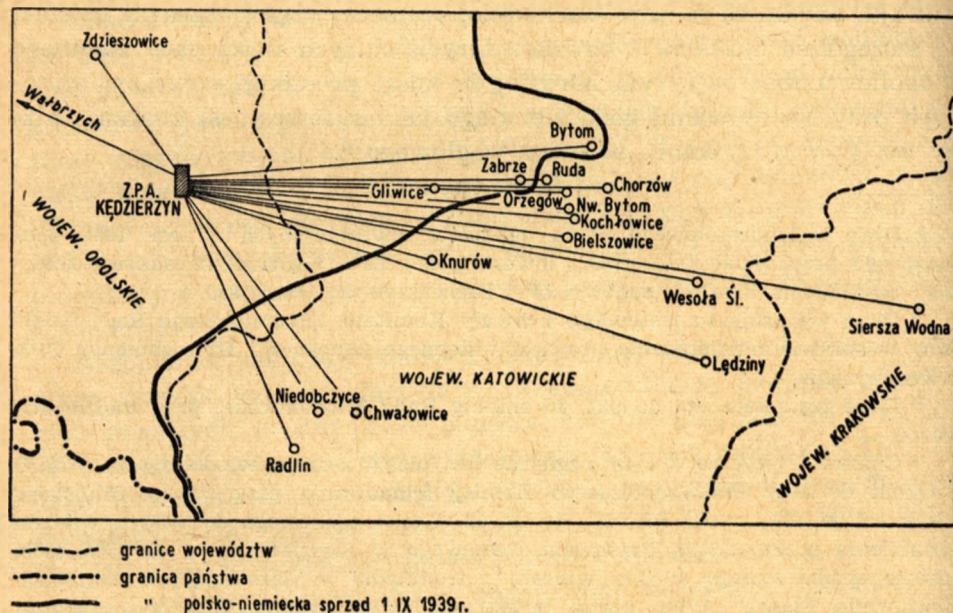 Zdzieszowice
Wałbrzych
Bytom
Zabrze
Ruda
Z.P.A.
KĘDZIERZYN
Gliwice
Chorzów
Orzegów
Nw. Bytom
Kochłowice
Bielszowice
WOJEW. OPOLSKIE
Knurów
Wesoła Śl.
Siersza Wodna
Lędziny
WOJEW. KATOWICKIE
Niedobczyce
Chwałowice
WOJEW. KRAKOWSKIE
Radlin
granice województw
granica państwa
" polsko-niemiecka sprzed 1 IX 1939 r.